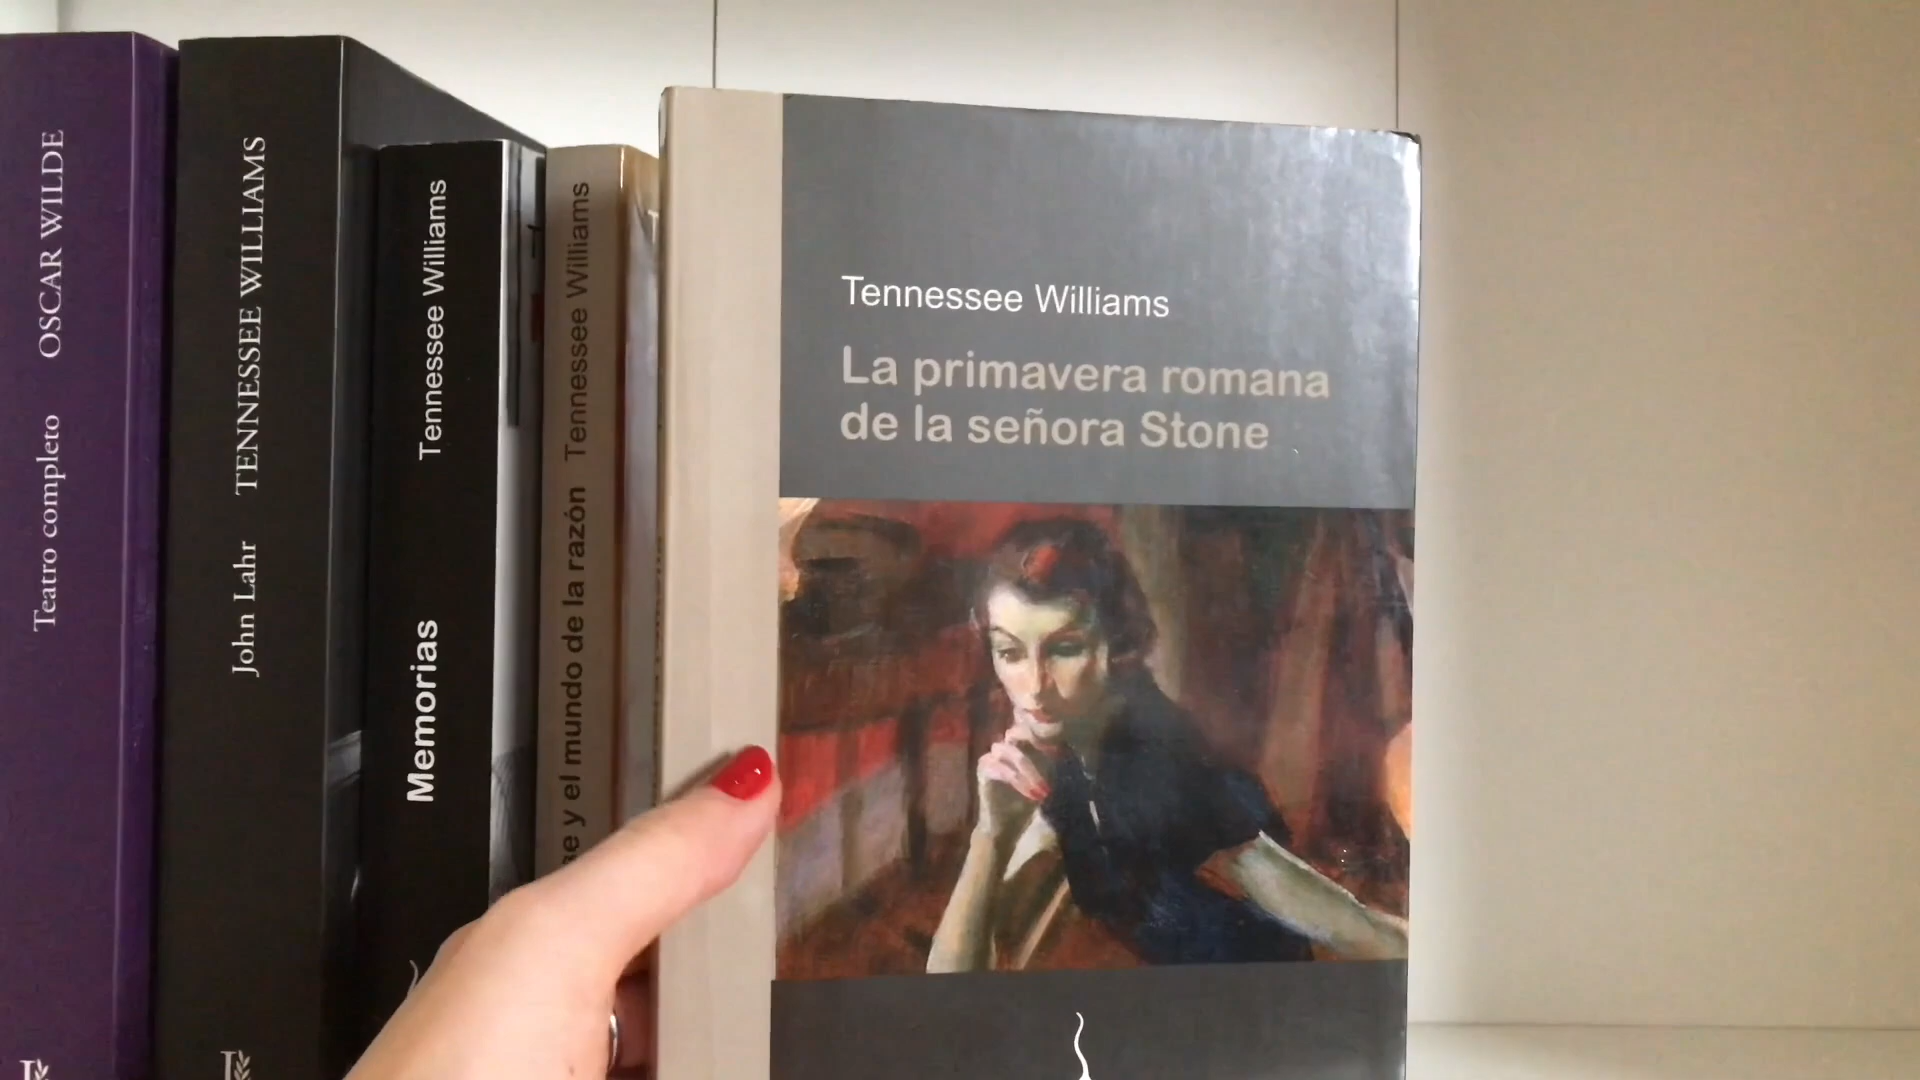 Teatro completo OSCAR WILDE
John Lahr TENNESSEE WILLIAMS
Memorias Tennessee Williams
y el mundo de la razón Tennessee Williams
Tennessee Williams
La primavera romana
de la señora Stone